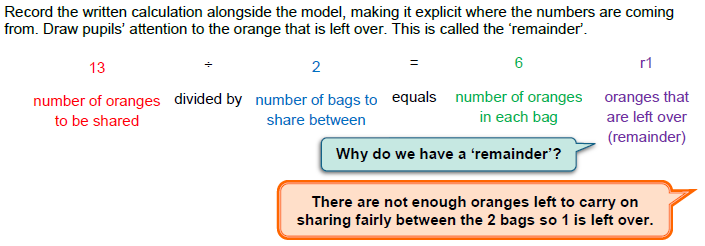 Record the written calculation alongside the model, making it explicit where the numbers are coming
from. Draw pupils' attention to the orange that is left over. This is called the 'remainder'.
13 ÷ 2 = 6 r1
number of oranges divided by number of bags to equals number of oranges oranges that
to be shared share between in each bag are left over
(remainder)
Why do we have a 'remainder'?
There are not enough oranges left to carry on
sharing fairly between the 2 bags so 1 is left over.